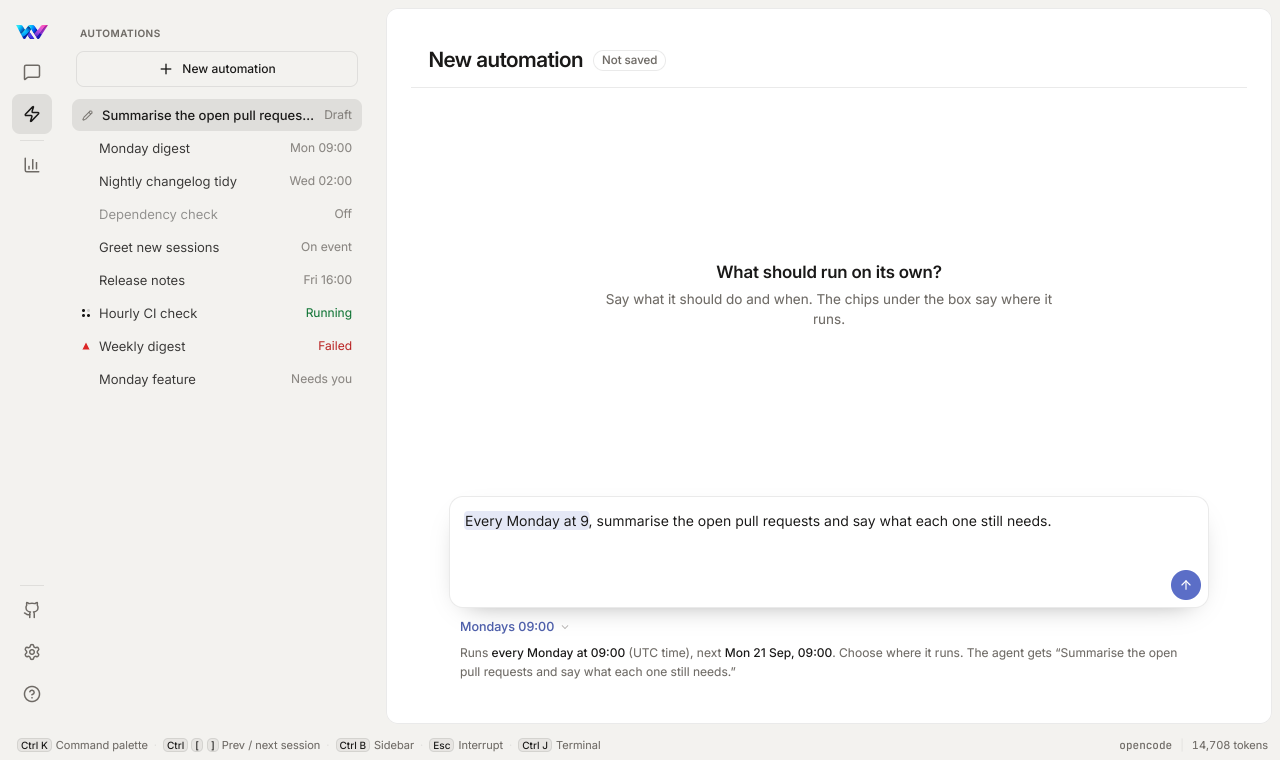 AUTOMATIONS
New automation
Summarise the open pull reques... Draft
Monday digest Mon 09:00
Nightly changelog tidy Wed 02:00
Dependency check Off
Greet new sessions On event
Release notes Fri 16:00
Hourly CI check Running
Weekly digest Failed
Monday feature Needs you
New automation Not saved
What should run on its own?
Say what it should do and when. The chips under the box say where it
runs.
Every Monday at 9, summarise the open pull requests and say what each one still needs.
Mondays 09:00
Runs every Monday at 09:00 (UTC time), next Mon 21 Sep, 09:00. Choose where it runs. The agent gets “Summarise the open
pull requests and say what each one still needs.”
Ctrl K Command palette Ctrl [ ] Prev / next session Ctrl B Sidebar Esc Interrupt Ctrl J Terminal opencode 14,708 tokens